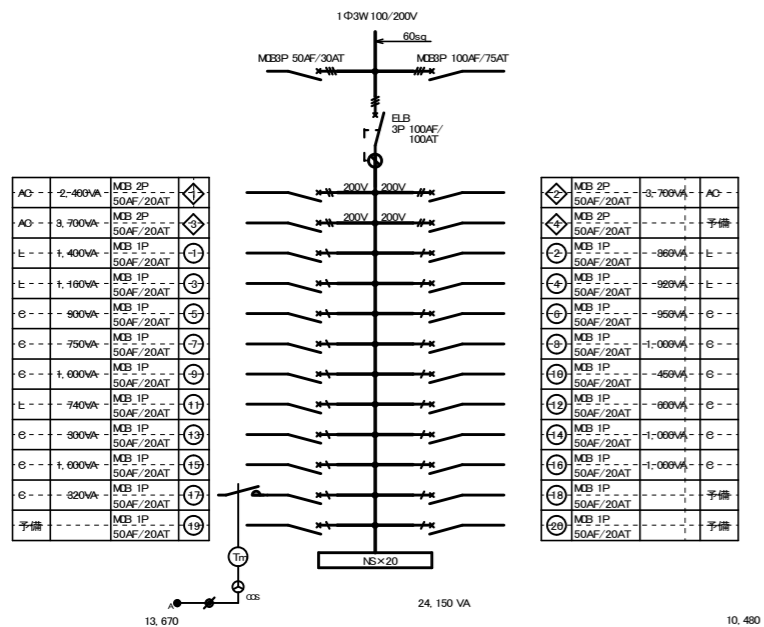 1Φ3W 100/200V
60sq
MCB3P 50AF/30AT
MCB3P 100AF/75AT
ELB
3P 100AF/
100AT
AC 2,400VA MCB 2P 50AF/20AT 1
200V 200V
2 MCB 2P 50AF/20AT 3,700VA AC
AC 3,700VA MCB 2P 50AF/20AT 3
200V 200V
4 MCB 2P 50AF/20AT 予備
L 1,400VA MCB 1P 50AF/20AT 1
2 MCB 1P 50AF/20AT 860VA L
L 1,160VA MCB 1P 50AF/20AT 3
4 MCB 1P 50AF/20AT 920VA L
C 900VA MCB 1P 50AF/20AT 5
6 MCB 1P 50AF/20AT 950VA C
C 750VA MCB 1P 50AF/20AT 7
8 MCB 1P 50AF/20AT 1,000VA C
C 1,000VA MCB 1P 50AF/20AT 9
10 MCB 1P 50AF/20AT 450VA C
L 740VA MCB 1P 50AF/20AT 11
12 MCB 1P 50AF/20AT 600VA C
C 300VA MCB 1P 50AF/20AT 13
14 MCB 1P 50AF/20AT 1,000VA C
C 1,000VA MCB 1P 50AF/20AT 15
16 MCB 1P 50AF/20AT 1,000VA C
C 320VA MCB 1P 50AF/20AT 17
18 MCB 1P 50AF/20AT 予備
予備 MCB 1P 50AF/20AT 19
20 MCB 1P 50AF/20AT 予備
Tm
NS×20
COS
A
24,150 VA
13,670
10,480